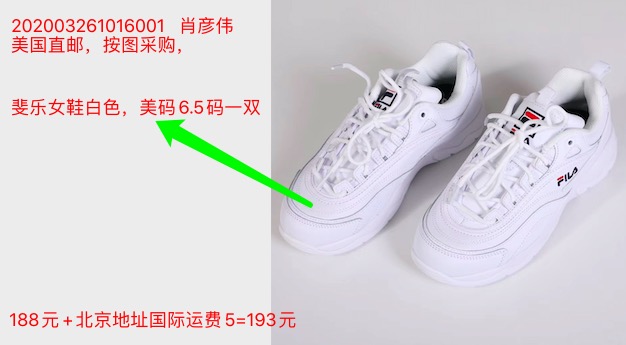 202003261016001 肖彦伟
美国直邮，按图采购，
斐乐女鞋白色，美码6.5码一双
FILA
FILA
188元+北京地址国际运费5=193元